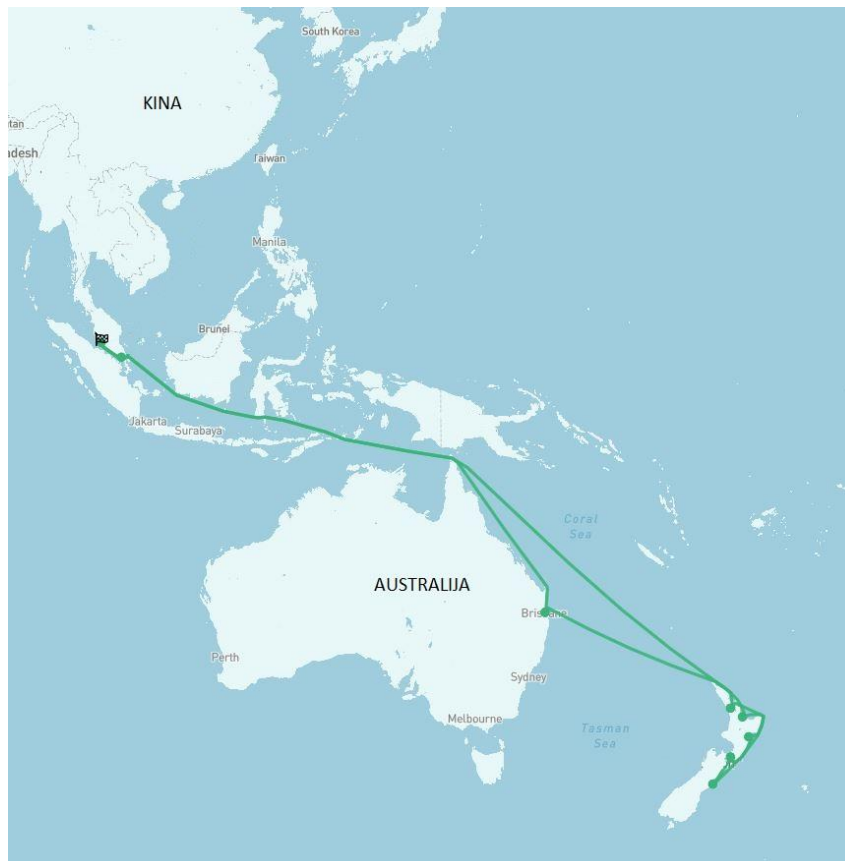 South Korea
KINA
tan
adesh
Taiwan
Manila
Brunei
Jakarta
Surabaya
Coral
Sea
AUSTRALIJA
Brisbane
Perth
Sydney
Melbourne
Tasman
Sea